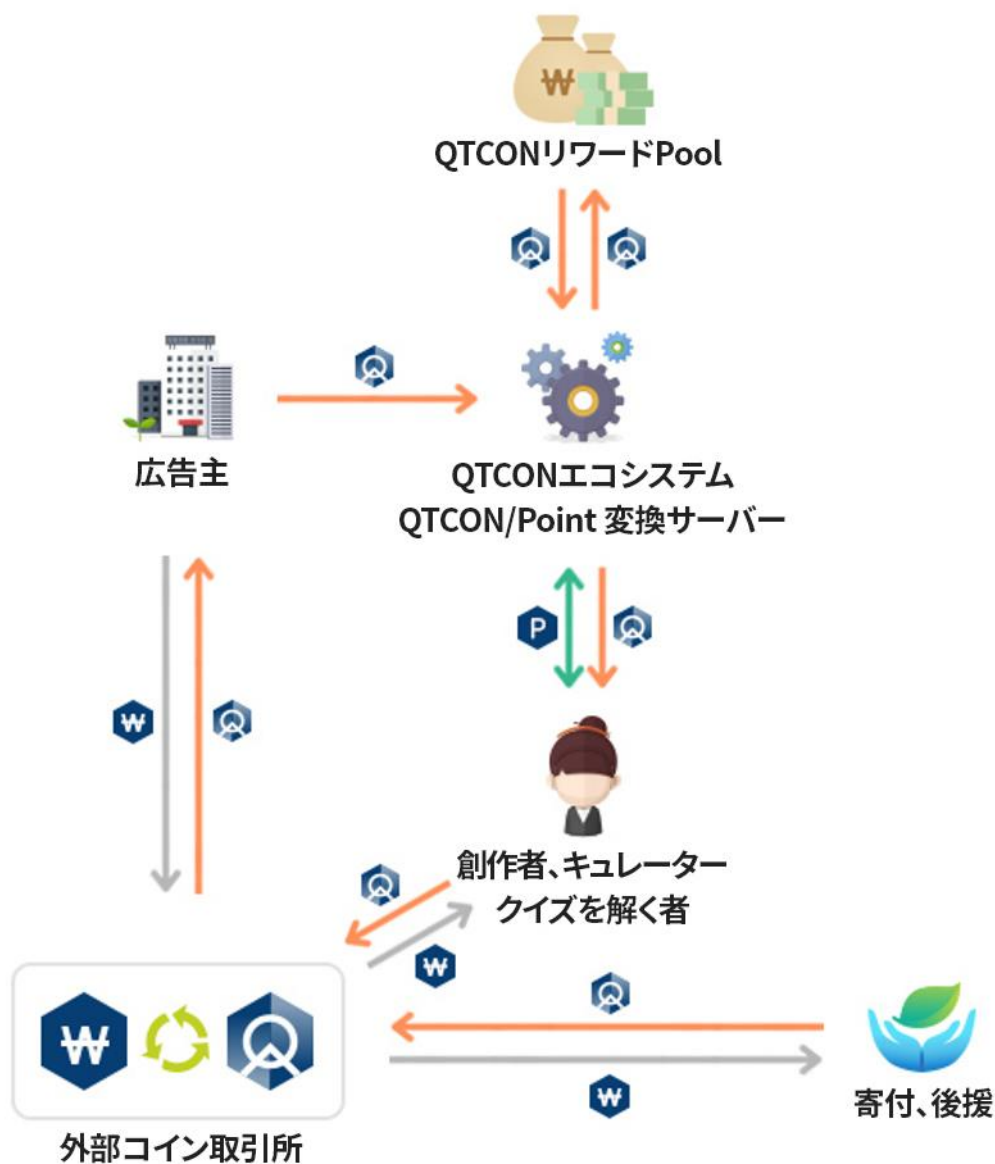 ₩
QTCONリワードPool
広告主
QTCONエコシステム
QTCON/Point 変換サーバー
P
₩
創作者、キュレーター
クイズを解く者
₩
₩
₩
寄付、後援
外部コイン取引所